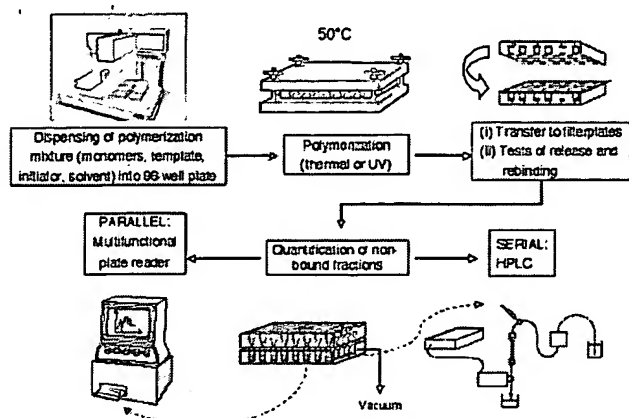 50°C
Dispensing of polymerization
mixture (monomers, template,
initiator, solvent) into 96-well plate
Polymerization
(thermal or UV)
(i) Transfer to filterplates
(ii) Tests of release and
rebinding
PARALLEL:
Multifunctional
plate reader
Quantification of non-
bound fractions
SERIAL:
HPLC
Vacuum